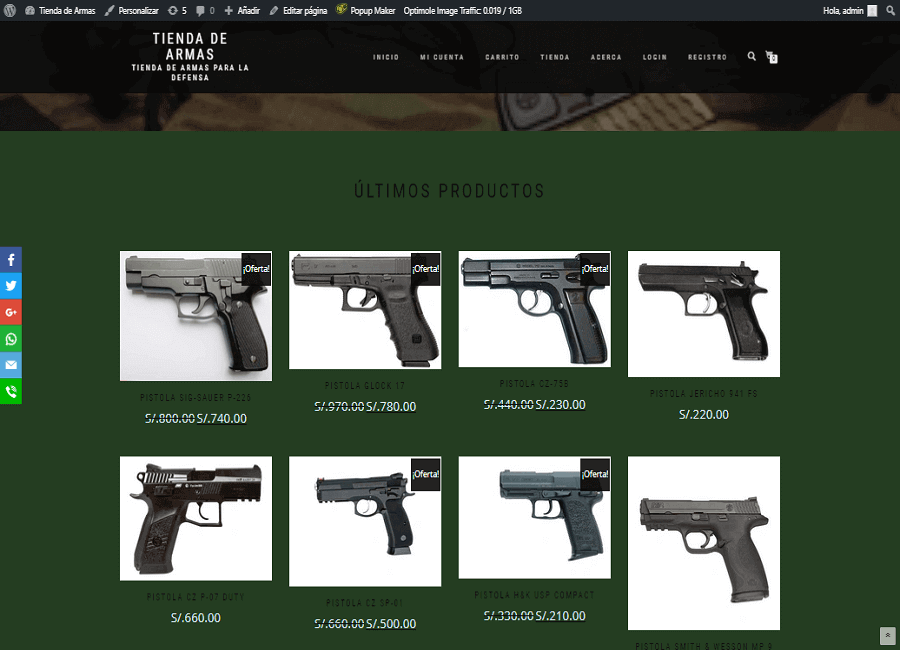 Tienda de Armas Personalizar 5 0 Añadir Editar página Popup Maker Optimole Image Traffic: 0.019 / 1GB Hola, admin
TIENDA DE
ARMAS
TIENDA DE ARMAS PARA LA
DEFENSA
INICIO MI CUENTA CARRITO TIENDA ACERCA LOGIN REGISTRO 0
ÚLTIMOS PRODUCTOS
¡Oferta! ¡Oferta! ¡Oferta!
PISTOLA SIG-SAUER P-226
S/.800.00 S/.740.00
PISTOLA GLOCK 17
S/.970.00 S/.780.00
PISTOLA CZ-75B
S/.440.00 S/.230.00
PISTOLA JERICHO 941 FS
S/.220.00
¡Oferta! ¡Oferta!
PISTOLA CZ P-07 DUTY
S/.660.00
PISTOLA CZ SP-01
S/.660.00 S/.500.00
PISTOLA H&K USP COMPACT
S/.330.00 S/.210.00
PISTOLA SMITH & WESSON MP 9